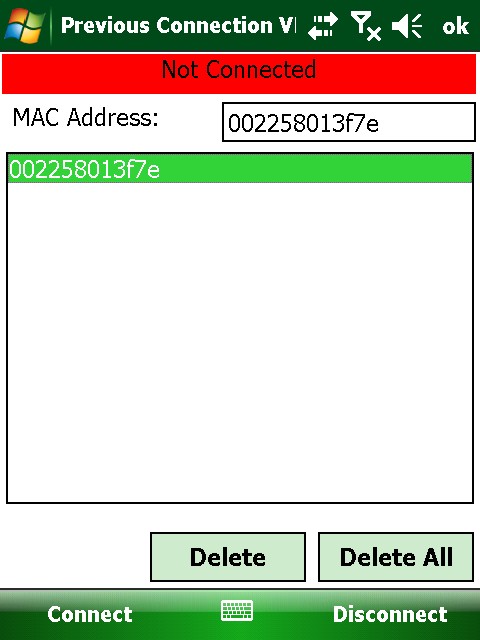 Previous Connection VI
ok
Not Connected
MAC Address:
002258013f7e
002258013f7e
Delete
Delete All
Connect
Disconnect